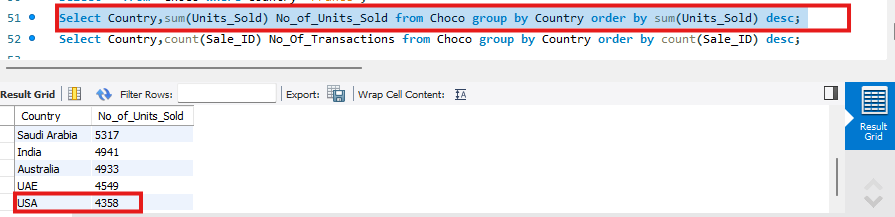 51 Select Country,sum(Units_Sold) No_of_Units_Sold from Choco group by Country order by sum(Units_Sold) desc;
52 Select Country,count(Sale_ID) No_Of_Transactions from Choco group by Country order by count(Sale_ID) desc;
Result Grid Filter Rows: Export: Wrap Cell Content: IA
Country No_of_Units_Sold
Saudi Arabia 5317
India 4941
Australia 4933
UAE 4549
USA 4358
Result
Grid